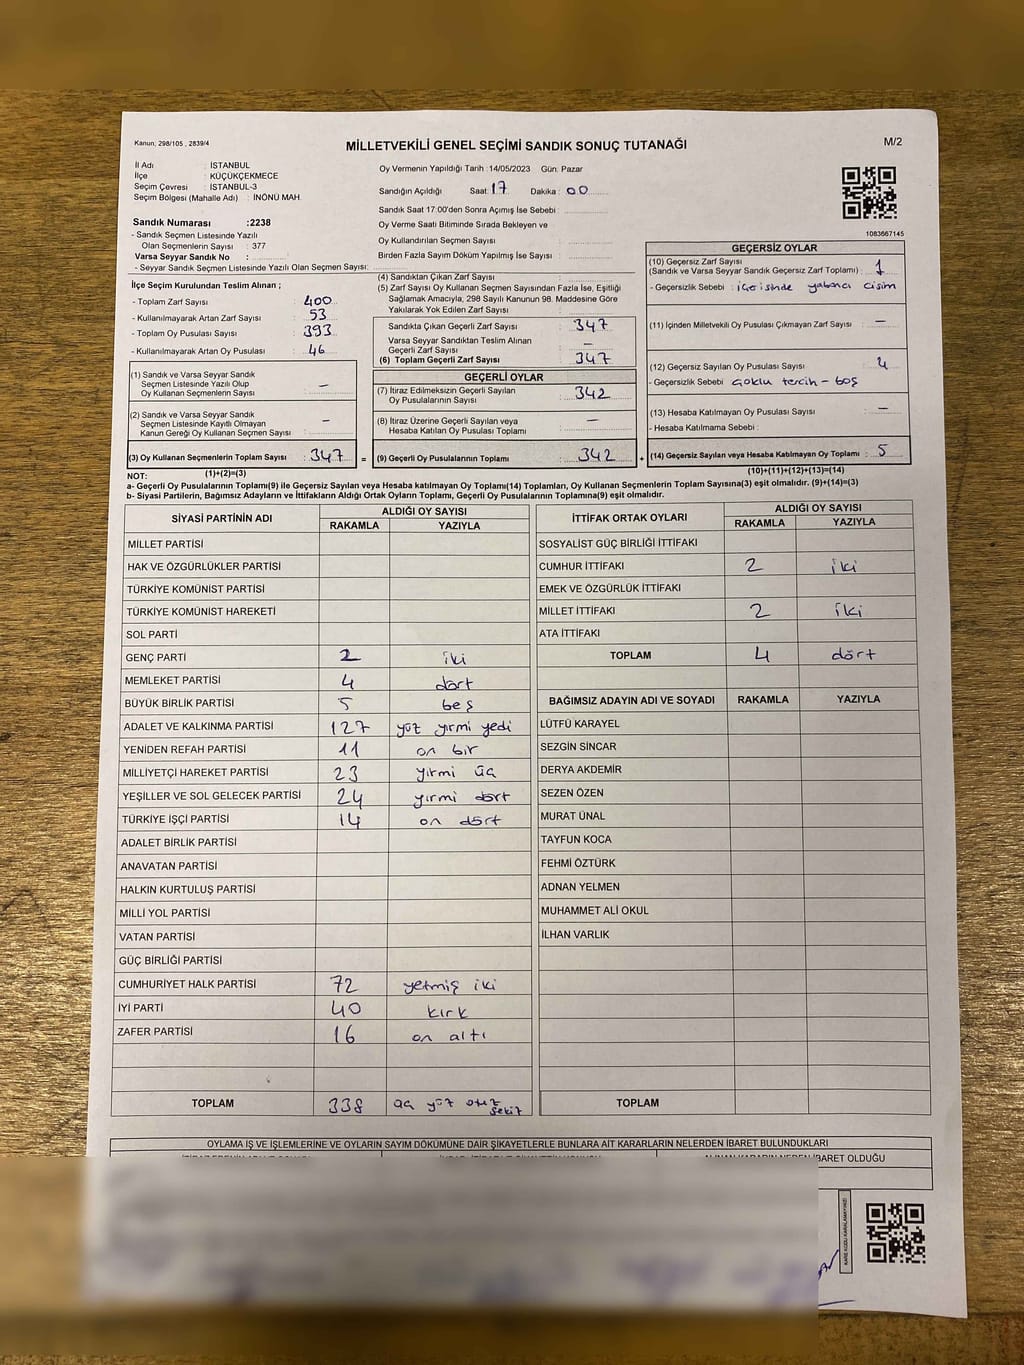 Kanun; 298/105 , 2839/4
MİLLETVEKİLİ GENEL SEÇİMİ SANDIK SONUÇ TUTANAĞI
M/2
İl Adı : İSTANBUL
İlçe : KÜÇÜKÇEKMECE
Seçim Çevresi : İSTANBUL-3
Seçim Bölgesi (Mahalle Adı) : İNÖNÜ MAH.
Oy Vermenin Yapıldığı Tarih :14/05/2023 Gün: Pazar
Sandığın Açıldığı Saat: 17 Dakika : 00
Sandık Saat 17:00'den Sonra Açımış İse Sebebi :
Oy Verme Saati Bitiminde Sırada Bekleyen ve
Oy Kullandırılan Seçmen Sayısı
Birden Fazla Sayım Döküm Yapılmış İse Sayısı :
1083667145
Sandık Numarası :2238
- Sandık Seçmen Listesinde Yazılı
Olan Seçmenlerin Sayısı : 377
Varsa Seyyar Sandık No :
- Seyyar Sandık Seçmen Listesinde Yazılı Olan Seçmen Sayısı:
İlçe Seçim Kurulundan Teslim Alınan ;
- Toplam Zarf Sayısı : 400
- Kullanılmayarak Artan Zarf Sayısı : 53
- Toplam Oy Pusulası Sayısı : 393
- Kullanılmayarak Artan Oy Pusulası : 46
(1) Sandık ve Varsa Seyyar Sandık
Seçmen Listesinde Yazılı Olup
Oy Kullanan Seçmenlerin Sayısı : –
(2) Sandık ve Varsa Seyyar Sandık
Seçmen Listesinde Kayıtlı Olmayan
Kanun Gereği Oy Kullanan Seçmen Sayısı : –
(3) Oy Kullanan Seçmenlerin Toplam Sayısı : 347 =
(1)+(2)=(3)
(4) Sandıktan Çıkan Zarf Sayısı :
(5) Zarf Sayısı Oy Kullanan Seçmen Sayısından Fazla İse, Eşitliği
Sağlamak Amacıyla, 298 Sayılı Kanunun 98. Maddesine Göre
Yakılarak Yok Edilen Zarf Sayısı :
Sandıkta Çıkan Geçerli Zarf Sayısı : 347
Varsa Seyyar Sandıktan Teslim Alınan
Geçerli Zarf Sayısı : –
(6) Toplam Geçerli Zarf Sayısı : 347
GEÇERLİ OYLAR
(7) İtiraz Edilmeksizin Geçerli Sayılan
Oy Pusulalarının Sayısı : 342
(8) İtiraz Üzerine Geçerli Sayılan veya
Hesaba Katılan Oy Pusulası Toplamı : –
(9) Geçerli Oy Pusulalarının Toplamı : 342 +
GEÇERSİZ OYLAR
(10) Geçersiz Zarf Sayısı
(Sandık ve Varsa Seyyar Sandık Geçersiz Zarf Toplamı) : 1
- Geçersizlik Sebebi : içerisinde yabancı cisim
(11) İçinden Milletvekili Oy Pusulası Çıkmayan Zarf Sayısı : –
(12) Geçersiz Sayılan Oy Pusulası Sayısı : 4
- Geçersizlik Sebebi çoklu tercih - boş
(13) Hesaba Katılmayan Oy Pusulası Sayısı : –
- Hesaba Katılmama Sebebi :
(14) Geçersiz Sayılan veya Hesaba Katılmayan Oy Toplamı : 5
(10)+(11)+(12)+(13)=(14)
NOT:
a- Geçerli Oy Pusulalarının Toplamı(9) ile Geçersiz Sayılan veya Hesaba katılmayan Oy Toplamı(14) Toplamları, Oy Kullanan Seçmenlerin Toplam Sayısına(3) eşit olmalıdır. (9)+(14)=(3)
b- Siyasi Partilerin, Bağımsız Adayların ve İttifakların Aldığı Ortak Oyların Toplamı, Geçerli Oy Pusulalarının Toplamına(9) eşit olmalıdır.
SİYASİ PARTİNİN ADI ALDIĞI OY SAYISI
RAKAMLA YAZIYLA
MİLLET PARTİSİ
HAK VE ÖZGÜRLÜKLER PARTİSİ
TÜRKİYE KOMÜNİST PARTİSİ
TÜRKİYE KOMÜNİST HAREKETİ
SOL PARTİ
GENÇ PARTİ 2 iki
MEMLEKET PARTİSİ 4 dört
BÜYÜK BİRLİK PARTİSİ 5 beş
ADALET VE KALKINMA PARTİSİ 127 yüz yirmi yedi
YENİDEN REFAH PARTİSİ 11 on bir
MİLLİYETÇİ HAREKET PARTİSİ 23 yirmi üç
YEŞİLLER VE SOL GELECEK PARTİSİ 24 yirmi dört
TÜRKİYE İŞÇİ PARTİSİ 14 on dört
ADALET BİRLİK PARTİSİ
ANAVATAN PARTİSİ
HALKIN KURTULUŞ PARTİSİ
MİLLİ YOL PARTİSİ
VATAN PARTİSİ
GÜÇ BİRLİĞİ PARTİSİ
CUMHURİYET HALK PARTİSİ 72 yetmiş iki
İYİ PARTİ 40 kırk
ZAFER PARTİSİ 16 on altı
TOPLAM 338 üç yüz otuz sekiz
İTTİFAK ORTAK OYLARI ALDIĞI OY SAYISI
RAKAMLA YAZIYLA
SOSYALİST GÜÇ BİRLİĞİ İTTİFAKI
CUMHUR İTTİFAKI 2 iki
EMEK VE ÖZGÜRLÜK İTTİFAKI
MİLLET İTTİFAKI 2 iki
ATA İTTİFAKI
TOPLAM 4 dört
BAĞIMSIZ ADAYIN ADI VE SOYADI RAKAMLA YAZIYLA
LÜTFÜ KARAYEL
SEZGİN SİNCAR
DERYA AKDEMİR
SEZEN ÖZEN
MURAT ÜNAL
TAYFUN KOCA
FEHMİ ÖZTÜRK
ADNAN YELMEN
MUHAMMET ALİ OKUL
İLHAN VARLIK
TOPLAM
OYLAMA İŞ VE İŞLEMLERİNE VE OYLARIN SAYIM DÖKÜMÜNE DAİR ŞİKAYETLERLE BUNLARA AİT KARARLARIN NELERDEN İBARET BULUNDUKLARI
ALINAN KARARIN NEDEN İBARET OLDUĞU